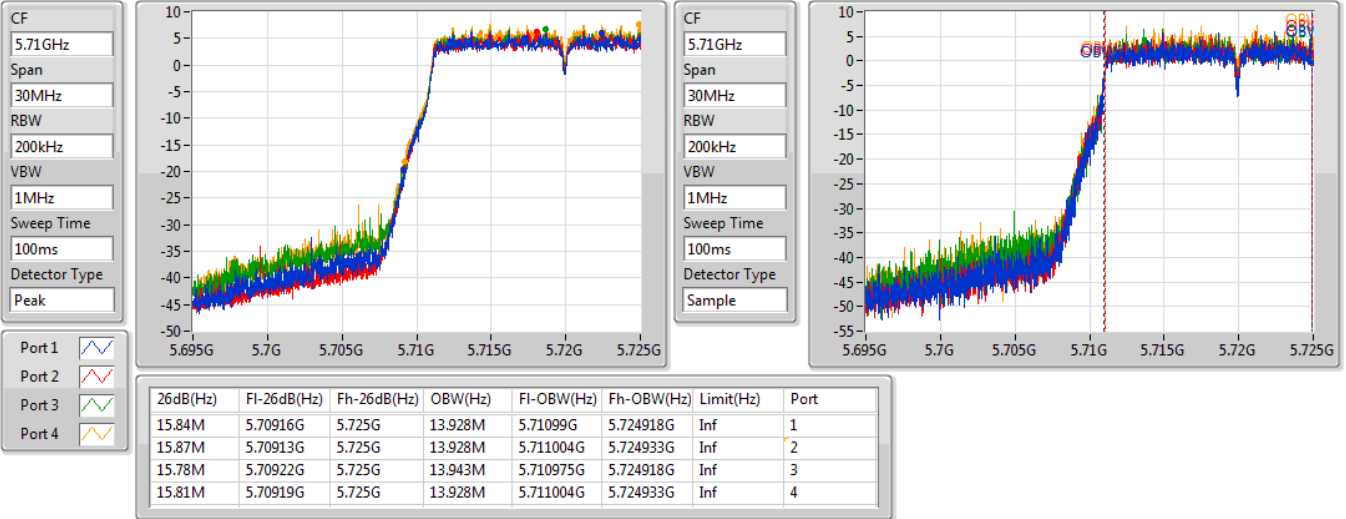 CF
5.71GHz
Span
30MHz
RBW
200kHz
VBW
1MHz
Sweep Time
100ms
Detector Type
Peak
10
5
0
-5
-10
-15
-20
-25
-30
-35
-40
-45
-50
5.695G 5.7G 5.705G 5.71G 5.715G 5.72G 5.725G
CF
5.71GHz
Span
30MHz
RBW
200kHz
VBW
1MHz
Sweep Time
100ms
Detector Type
Sample
10
5
0
-5
-10
-15
-20
-25
-30
-35
-40
-45
-50
-55
5.695G 5.7G 5.705G 5.71G 5.715G 5.72G 5.725G
Port 1
Port 2
Port 3
Port 4
26dB(Hz) Fl-26dB(Hz) Fh-26dB(Hz) OBW(Hz) Fl-OBW(Hz) Fh-OBW(Hz) Limit(Hz) Port
15.84M 5.70916G 5.725G 13.928M 5.71099G 5.724918G Inf 1
15.87M 5.70913G 5.725G 13.928M 5.711004G 5.724933G Inf 2
15.78M 5.70922G 5.725G 13.943M 5.710975G 5.724918G Inf 3
15.81M 5.70919G 5.725G 13.928M 5.711004G 5.724933G Inf 4